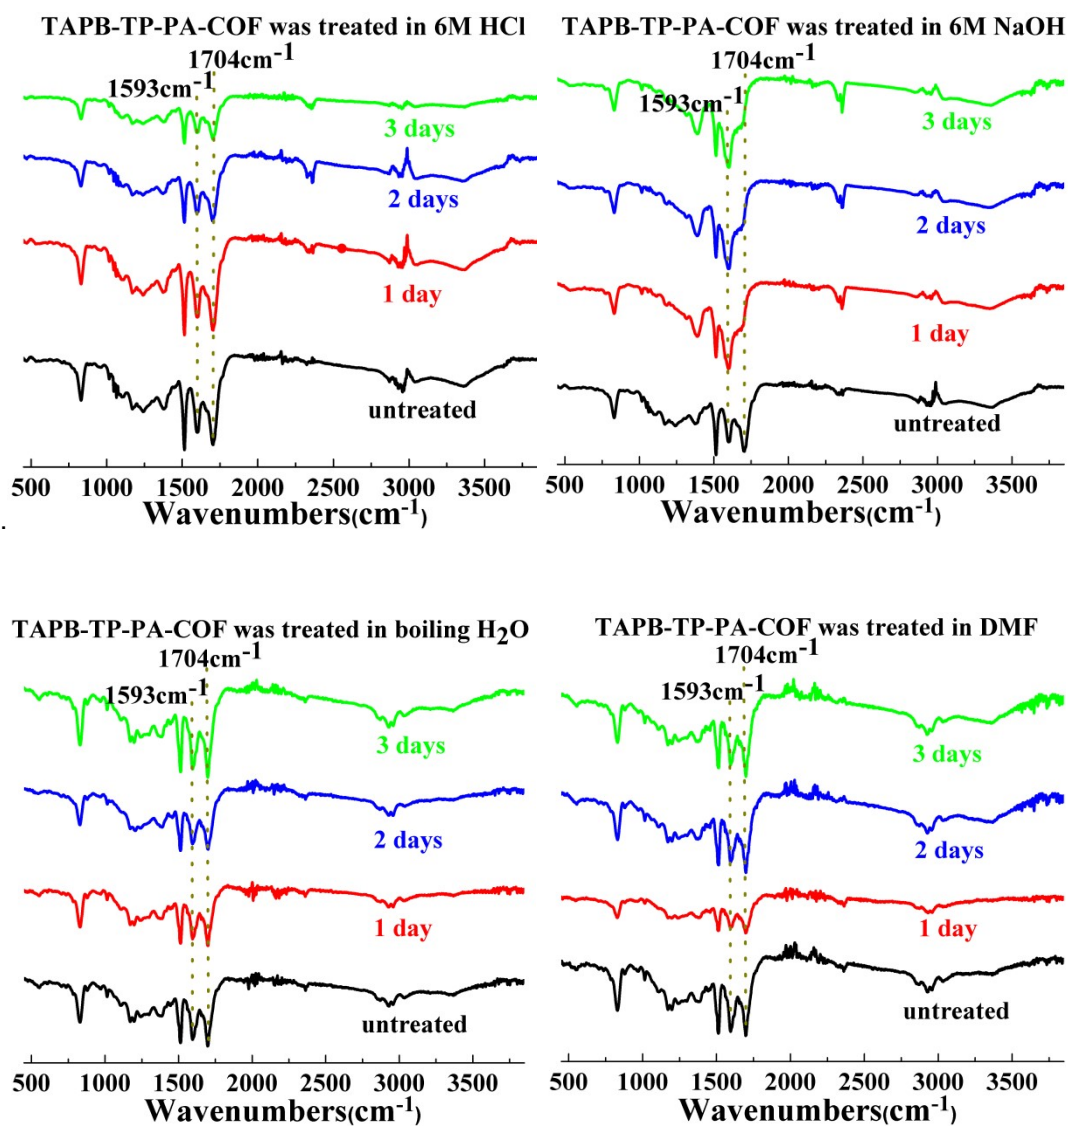 TAPB-TP-PA-COF was treated in 6M HCl
1704cm-1
1593cm-1
3 days
2 days
1 day
untreated
500 1000 1500 2000 2500 3000 3500
Wavenumbers(cm-1)
.
TAPB-TP-PA-COF was treated in 6M NaOH
1704cm-1
1593cm-1
3 days
2 days
1 day
untreated
500 1000 1500 2000 2500 3000 3500
Wavenumbers(cm-1)
TAPB-TP-PA-COF was treated in boiling H2O
1704cm-1
1593cm-1
3 days
2 days
1 day
untreated
500 1000 1500 2000 2500 3000 3500
Wavenumbers(cm-1)
TAPB-TP-PA-COF was treated in DMF
1704cm-1
1593cm-1
3 days
2 days
1 day
untreated
500 1000 1500 2000 2500 3000 3500
Wavenumbers(cm-1)